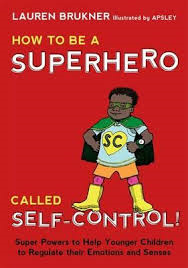 LAUREN BRUKNER Illustrated by APSLEY
HOW TO BE A
SUPERHERO
SC
CALLED
SELF-CONTROL!
Super Powers to Help Younger Children
to Regulate their Emotions and Senses